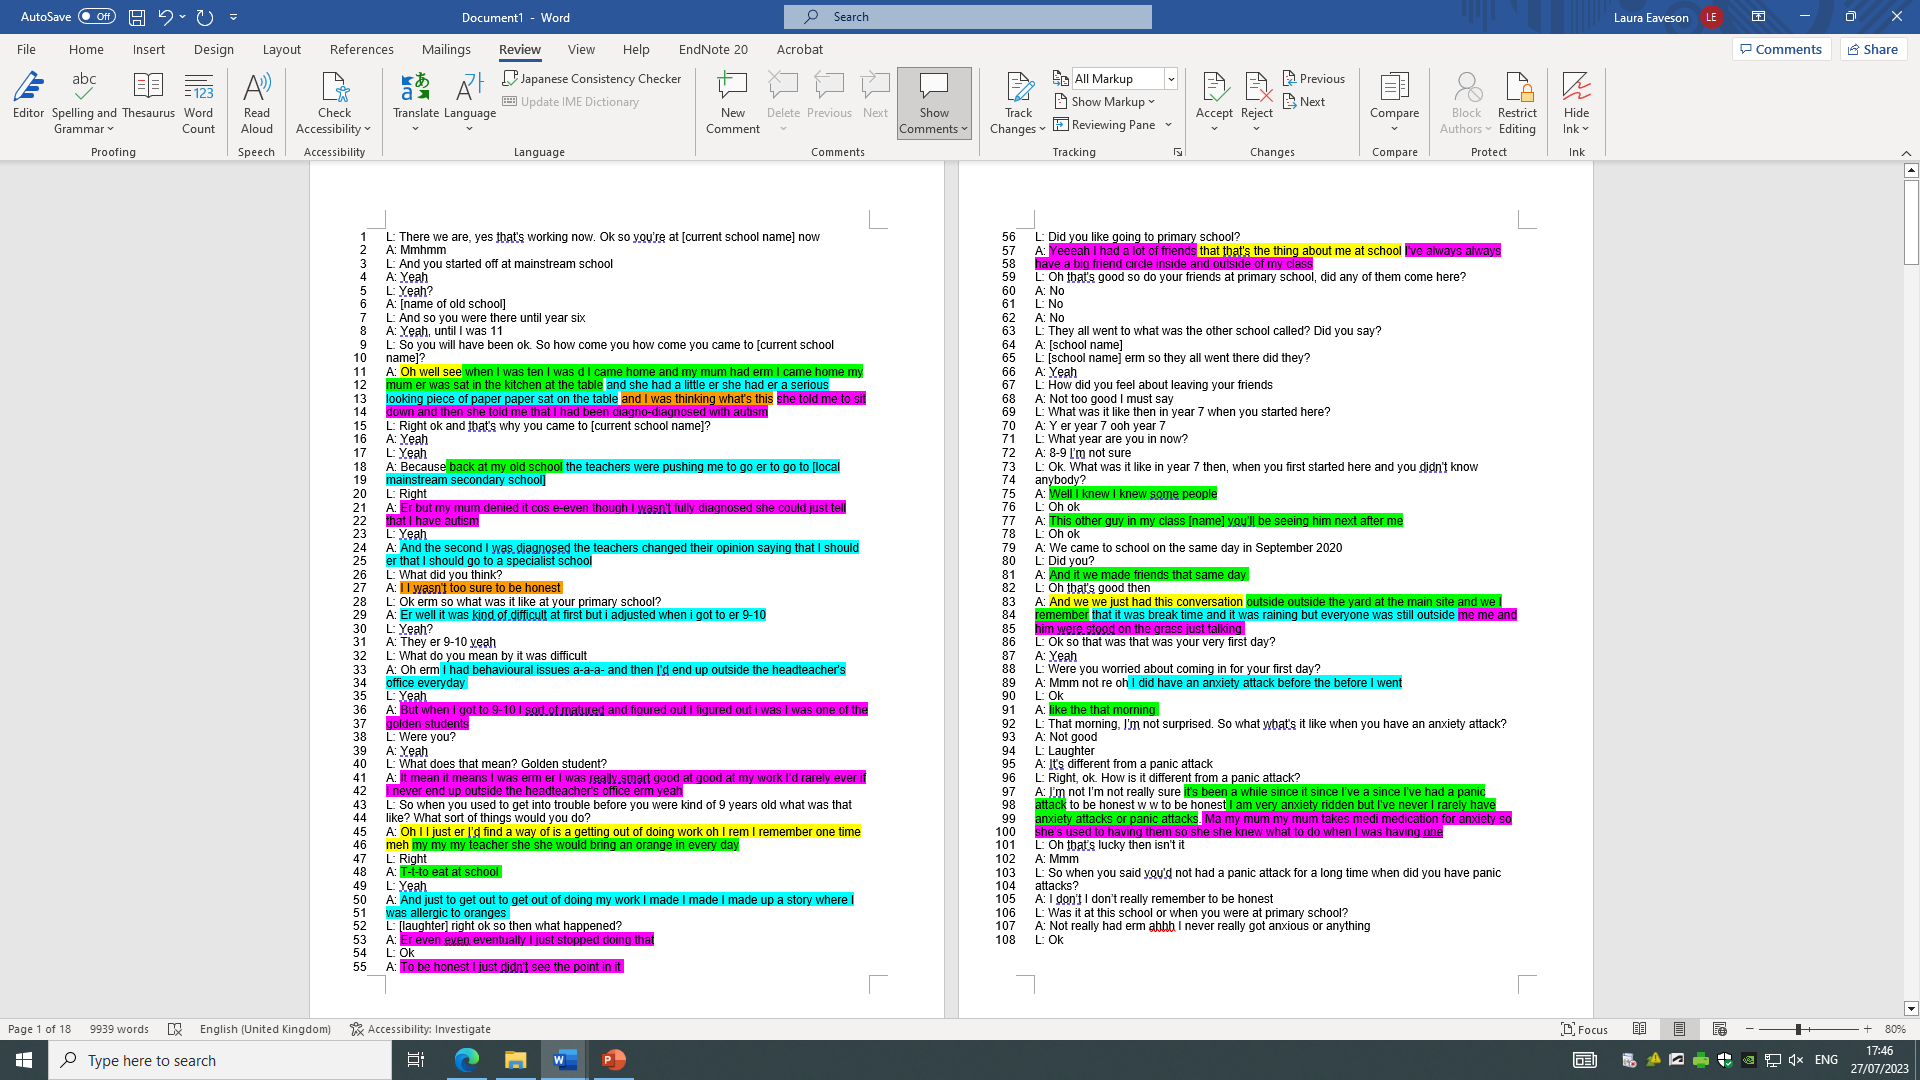 AutoSave Off Document1 - Word Search Laura Eaveson LE
File Home Insert Design Layout References Mailings Review View Help EndNote 20 Acrobat Comments Share
Editor
Spelling and Grammar
Thesaurus
Word Count
Read Aloud
Check Accessibility
Translate
Language
Japanese Consistency Checker
Update IME Dictionary
New Comment
Delete
Previous
Next
Show Comments
Track Changes
All Markup
Show Markup
Reviewing Pane
Accept
Reject
Previous
Next
Compare
Block Authors
Restrict Editing
Hide Ink
Proofing Speech Accessibility Language Comments Tracking Changes Compare Protect Ink
1 L: There we are, yes that's working now. Ok so you're at [current school name] now
2 A: Mmhmm
3 L: And you started off at mainstream school
4 A: Yeah
5 L: Yeah?
6 A: [name of old school]
7 L: And so you were there until year six
8 A: Yeah, until I was 11
9 L: So you will have been ok. So how come you how come you came to [current school
10 name]?
11 A: Oh well see when I was ten I was d I came home and my mum had erm I came home my
12 mum er was sat in the kitchen at the table and she had a little er she had er a serious
13 looking piece of paper paper sat on the table and I was thinking what's this she told me to sit
14 down and then she told me that I had been diagno-diagnosed with autism
15 L: Right ok and that's why you came to [current school name]?
16 A: Yeah
17 L: Yeah
18 A: Because back at my old school the teachers were pushing me to go er to go to [local
19 mainstream secondary school]
20 L: Right
21 A: Er but my mum denied it cos e-even though I wasn't fully diagnosed she could just tell
22 that I have autism
23 L: Yeah
24 A: And the second I was diagnosed the teachers changed their opinion saying that I should
25 er that I should go to a specialist school
26 L: What did you think?
27 A: I I wasn't too sure to be honest
28 L: Ok erm so what was it like at your primary school?
29 A: Er well it was kind of difficult at first but i adjusted when i got to er 9-10
30 L: Yeah?
31 A: They er 9-10 yeah
32 L: What do you mean by it was difficult
33 A: Oh erm I had behavioural issues a-a-a- and then I'd end up outside the headteacher's
34 office everyday
35 L: Yeah
36 A: But when I got to 9-10 I sort of matured and figured out I figured out i was I was one of the
37 golden students
38 L: Were you?
39 A: Yeah
40 L: What does that mean? Golden student?
41 A: It mean it means I was erm er I was really smart good at good at my work I'd rarely ever if
42 I never end up outside the headteacher's office erm yeah
43 L: So when you used to get into trouble before you were kind of 9 years old what was that
44 like? What sort of things would you do?
45 A: Oh I I just er I'd find a way of is a getting out of doing work oh I rem I remember one time
46 meh my my my teacher she she would bring an orange in every day
47 L: Right
48 A: T-t-to eat at school
49 L: Yeah
50 A: And just to get out to get out of doing my work I made I made I made up a story where I
51 was allergic to oranges
52 L: [laughter] right ok so then what happened?
53 A: Er even even eventually I just stopped doing that
54 L: Ok
55 A: To be honest I just didn't see the point in it
56 L: Did you like going to primary school?
57 A: Yeeeah I had a lot of friends that that's the thing about me at school I've always always
58 have a big friend circle inside and outside of my class
59 L: Oh that's good so do your friends at primary school, did any of them come here?
60 A: No
61 L: No
62 A: No
63 L: They all went to what was the other school called? Did you say?
64 A: [school name]
65 L: [school name] erm so they all went there did they?
66 A: Yeah
67 L: How did you feel about leaving your friends
68 A: Not too good I must say
69 L: What was it like then in year 7 when you started here?
70 A: Y er year 7 ooh year 7
71 L: What year are you in now?
72 A: 8-9 I'm not sure
73 L: Ok. What was it like in year 7 then, when you first started here and you didn't know
74 anybody?
75 A: Well I knew I knew some people
76 L: Oh ok
77 A: This other guy in my class [name] you'll be seeing him next after me
78 L: Oh ok
79 A: We came to school on the same day in September 2020
80 L: Did you?
81 A: And it we made friends that same day
82 L: Oh that's good then
83 A: And we we just had this conversation outside outside the yard at the main site and we I
84 remember that it was break time and it was raining but everyone was still outside me me and
85 him were stood on the grass just talking
86 L: Ok so that was that was your very first day?
87 A: Yeah
88 L: Were you worried about coming in for your first day?
89 A: Mmm not re oh I did have an anxiety attack before the before I went
90 L: Ok
91 A: like the that morning
92 L: That morning, I'm not surprised. So what what's it like when you have an anxiety attack?
93 A: Not good
94 L: Laughter
95 A: It's different from a panic attack
96 L: Right, ok. How is it different from a panic attack?
97 A: I'm not I'm not really sure it's been a while since it since I've a since I've had a panic
98 attack to be honest w w to be honest I am very anxiety ridden but I've never I rarely have
99 anxiety attacks or panic attacks. Ma my mum my mum takes medi medication for anxiety so
100 she's used to having them so she she knew what to do when I was having one
101 L: Oh that's lucky then isn't it
102 A: Mmm
103 L: So when you said you'd not had a panic attack for a long time when did you have panic
104 attacks?
105 A: I don't I don't really remember to be honest
106 L: Was it at this school or when you were at primary school?
107 A: Not really had erm ahhh I never really got anxious or anything
108 L: Ok
Page 1 of 18 9939 words English (United Kingdom) Accessibility: Investigate Focus 80%
Type here to search ENG 17:46
27/07/2023